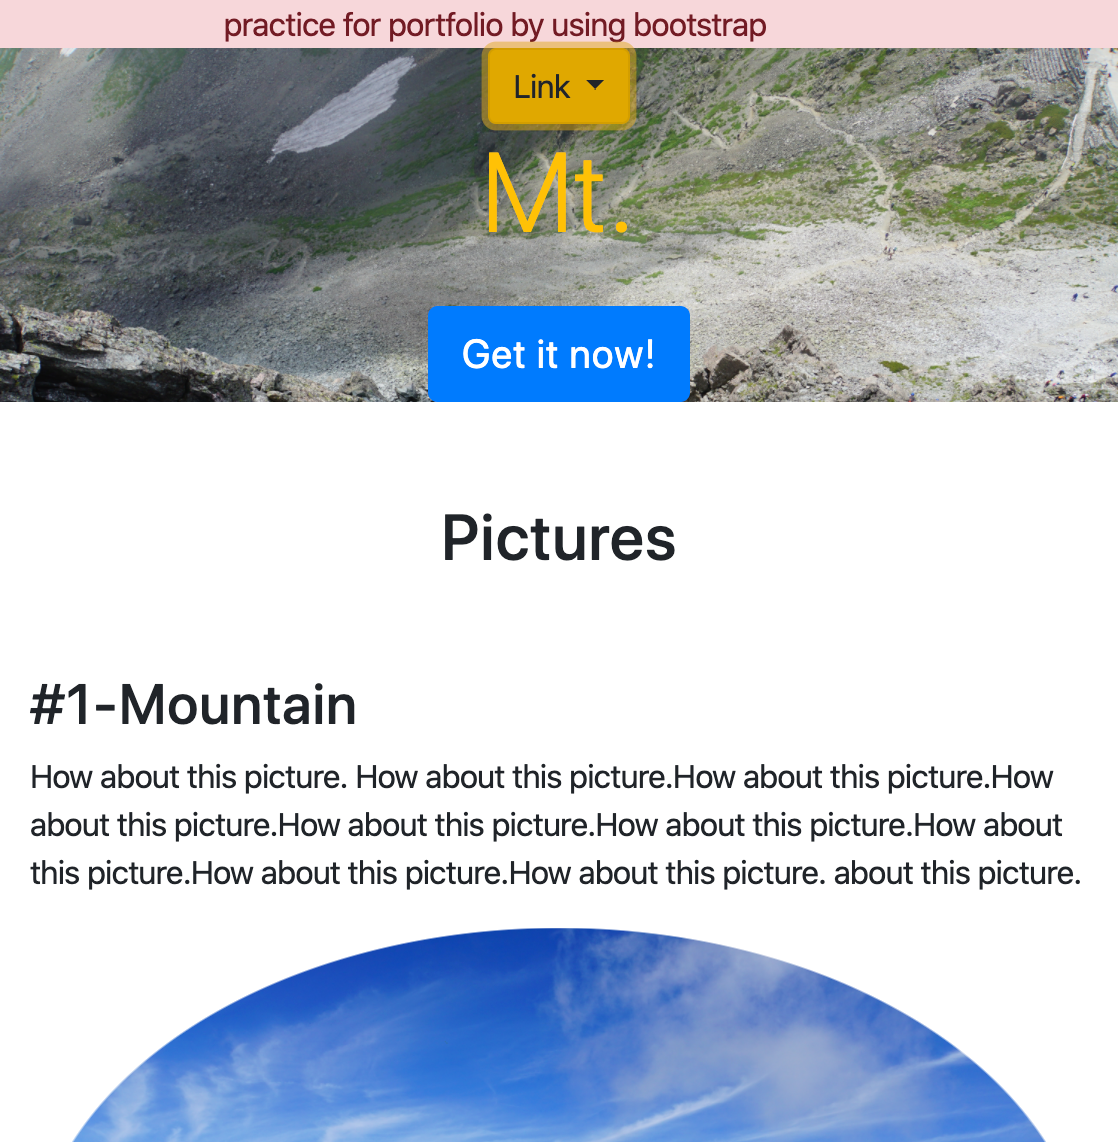 practice for portfolio by using bootstrap
Link
Mt.
Get it now!
Pictures
#1-Mountain
How about this picture. How about this picture.How about this picture.How
about this picture.How about this picture.How about this picture.How about
this picture.How about this picture.How about this picture. about this picture.